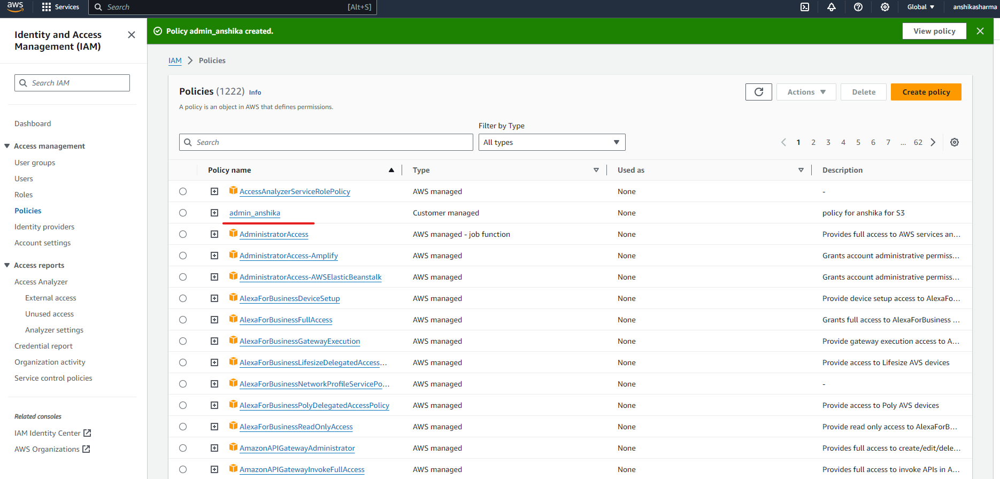 aws Services Search [Alt+S] Global anshikasharma
Identity and Access
Management (IAM)
Search IAM
Dashboard
Access management
User groups
Users
Roles
Policies
Identity providers
Account settings
Access reports
Access Analyzer
External access
Unused access
Analyzer settings
Credential report
Organization activity
Service control policies
Related consoles
IAM Identity Center
AWS Organizations
Policy admin_anshika created. View policy
IAM Policies
Policies (1222) Info
Actions Delete Create policy
A policy is an object in AWS that defines permissions.
Filter by Type
Search All types 1 2 3 4 5 6 7 ... 62
Policy name Type Used as Description
AccessAnalyzerServiceRolePolicy AWS managed None -
admin_anshika Customer managed None policy for anshika for S3
AdministratorAccess AWS managed - job function None Provides full access to AWS services an...
AdministratorAccess-Amplify AWS managed None Grants account administrative permiss...
AdministratorAccess-AWSElasticBeanstalk AWS managed None Grants account administrative permiss...
AlexaForBusinessDeviceSetup AWS managed None Provide device setup access to AlexaFo...
AlexaForBusinessFullAccess AWS managed None Grants full access to AlexaForBusiness ...
AlexaForBusinessGatewayExecution AWS managed None Provide gateway execution access to A...
AlexaForBusinessLifesizeDelegatedAccess... AWS managed None Provide access to Lifesize AVS devices
AlexaForBusinessNetworkProfileServicePo... AWS managed None -
AlexaForBusinessPolyDelegatedAccessPolicy AWS managed None Provide access to Poly AVS devices
AlexaForBusinessReadOnlyAccess AWS managed None Provide read only access to AlexaForB...
AmazonAPIGatewayAdministrator AWS managed None Provides full access to create/edit/dele...
AmazonAPIGatewayInvokeFullAccess AWS managed None Provides full access to invoke APIs in A...